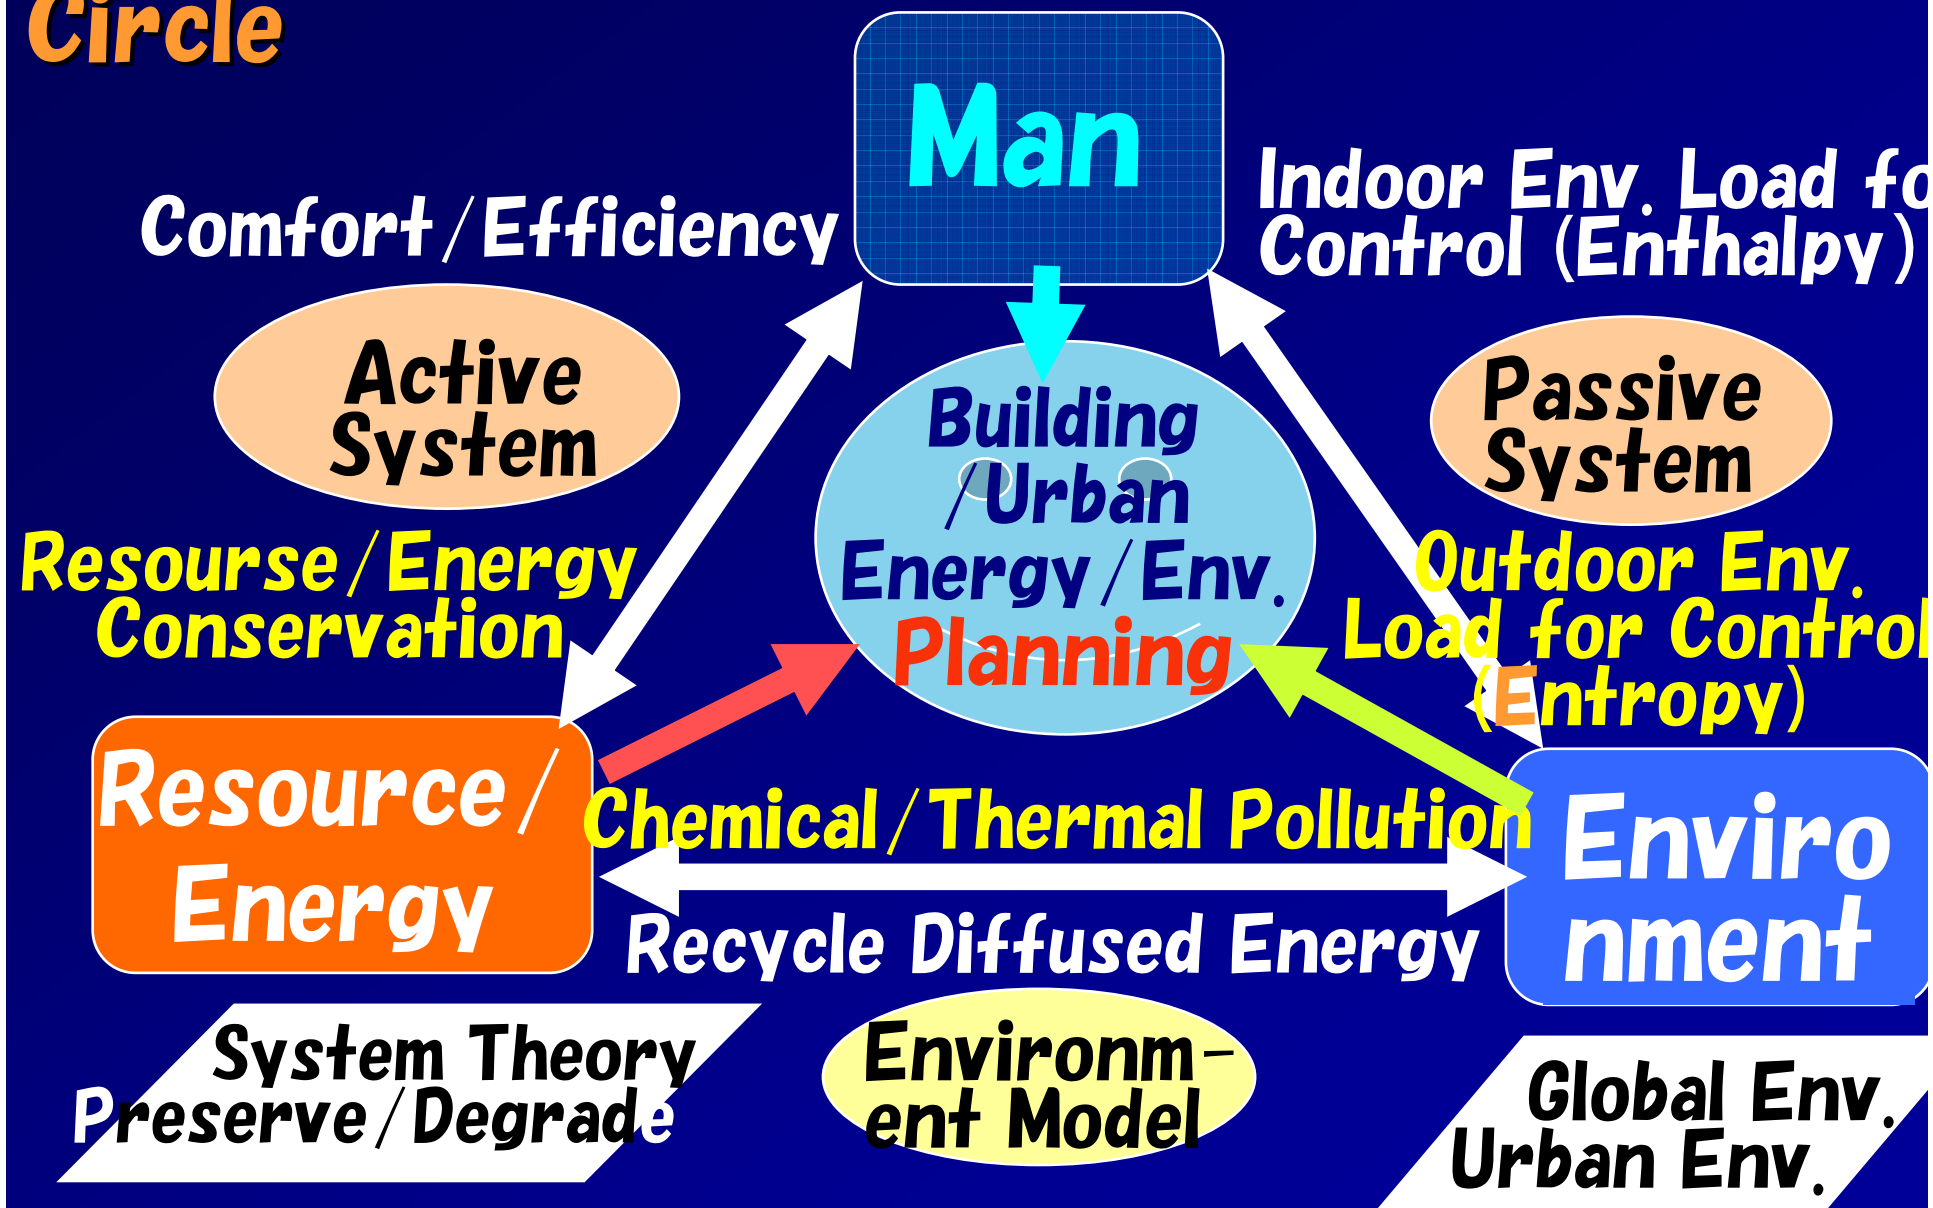 Circle
Man
Indoor Env. Load fo
Control (Enthalpy)
Comfort/Efficiency
Active
System
Passive
System
Building
/Urban
Energy/Env.
Planning
Resourse/Energy
Conservation
Outdoor Env.
Load for Control
(Entropy)
Resource/
Energy
Chemical/Thermal Pollution
Enviro
nment
Recycle Diffused Energy
System Theory
Preserve/Degrade
Environm-
ent Model
Global Env.
Urban Env.